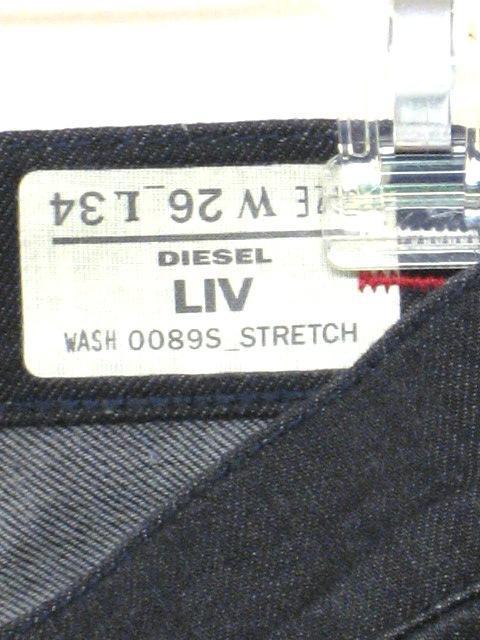 W 26_L34
DIESEL
LIV
WASH 0089S_STRETCH